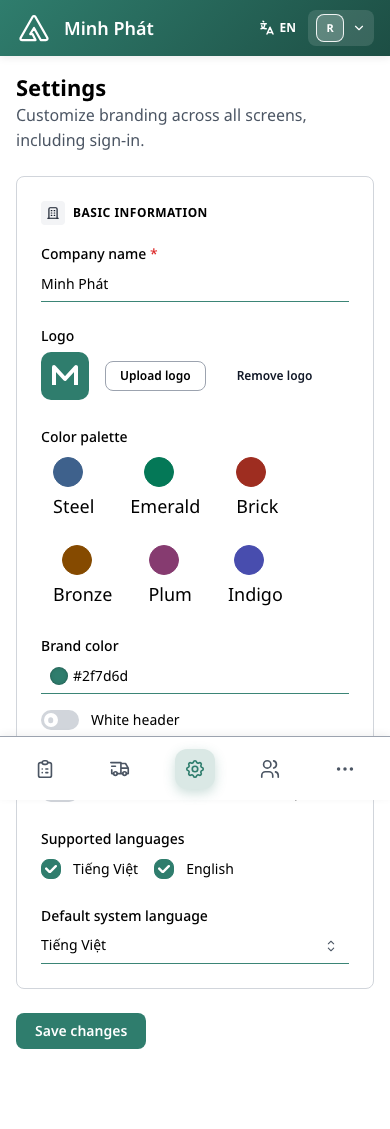 Minh Phát
EN
R
Settings
Customize branding across all screens,
including sign-in.
BASIC INFORMATION
Company name *
Minh Phát
Logo
Upload logo
Remove logo
Color palette
Steel
Emerald
Brick
Bronze
Plum
Indigo
Brand color
#2f7d6d
White header
Supported languages
Tiếng Việt
English
Default system language
Tiếng Việt
Save changes